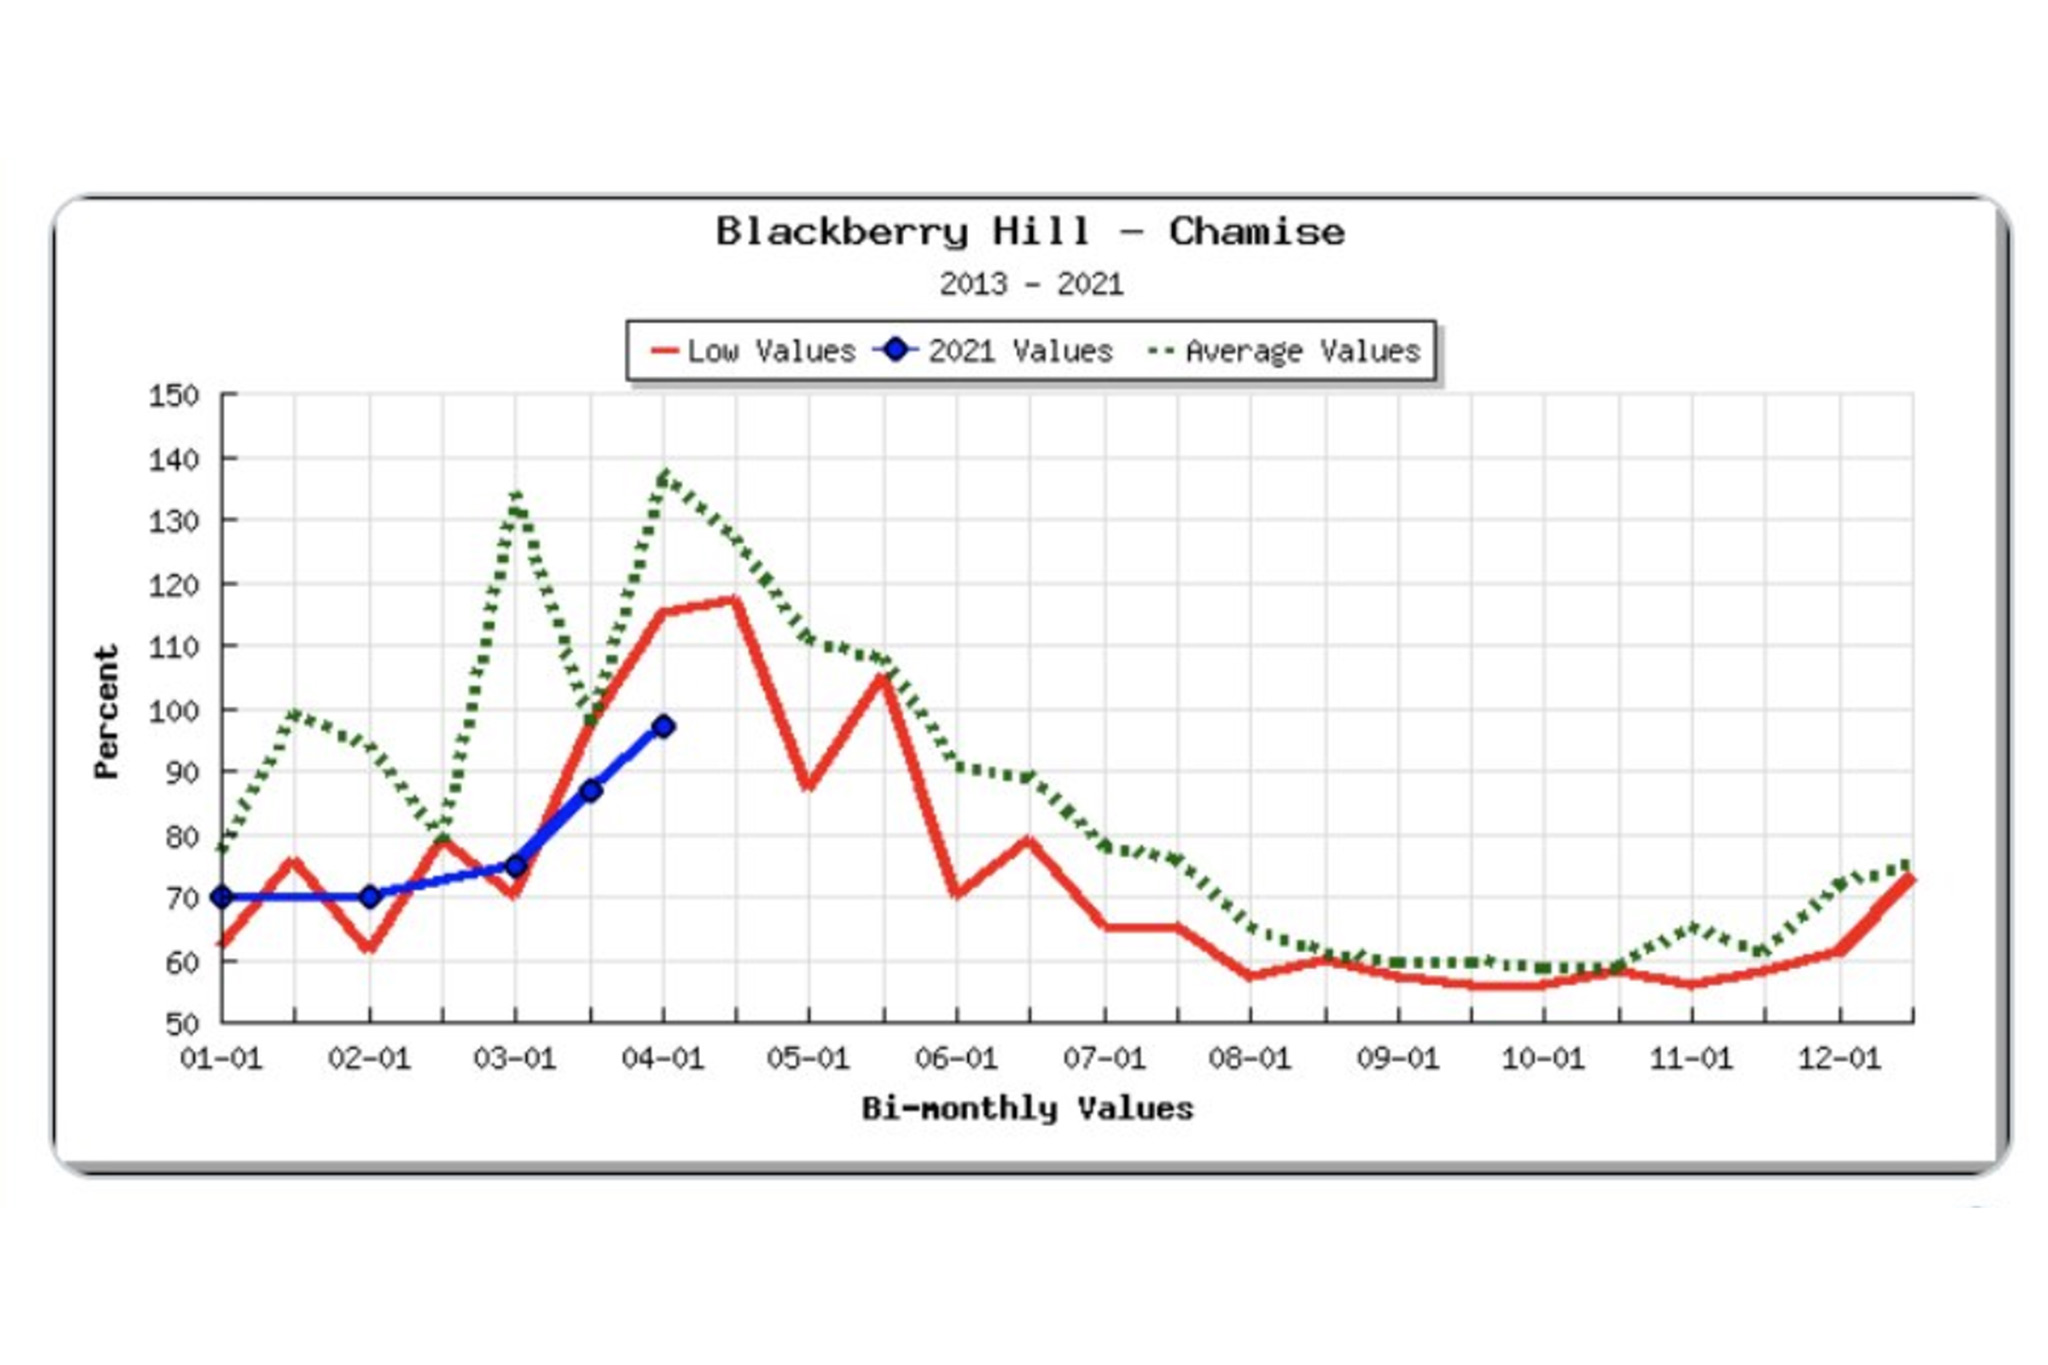 Blackberry Hill - Chamise
2013 - 2021
Low Values 2021 Values Average Values
150
140
130
120
110
100
90
80
70
60
50
Percent
01-01 02-01 03-01 04-01 05-01 06-01 07-01 08-01 09-01 10-01 11-01 12-01
Bi-monthly Values